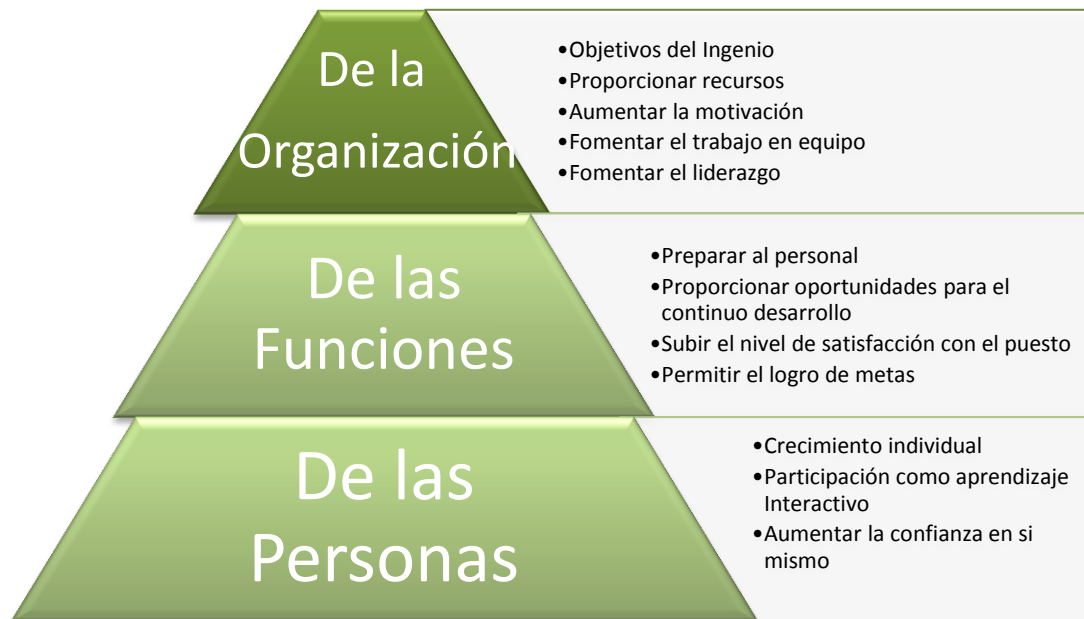 De la
Organización
•Objetivos del Ingenio
•Proporcionar recursos
•Aumentar la motivación
•Fomentar el trabajo en equipo
•Fomentar el liderazgo
De las
Funciones
•Preparar al personal
•Proporcionar oportunidades para el
continuo desarrollo
•Subir el nivel de satisfacción con el puesto
•Permitir el logro de metas
De las
Personas
•Crecimiento individual
•Participación como aprendizaje
Interactivo
•Aumentar la confianza en si
mismo